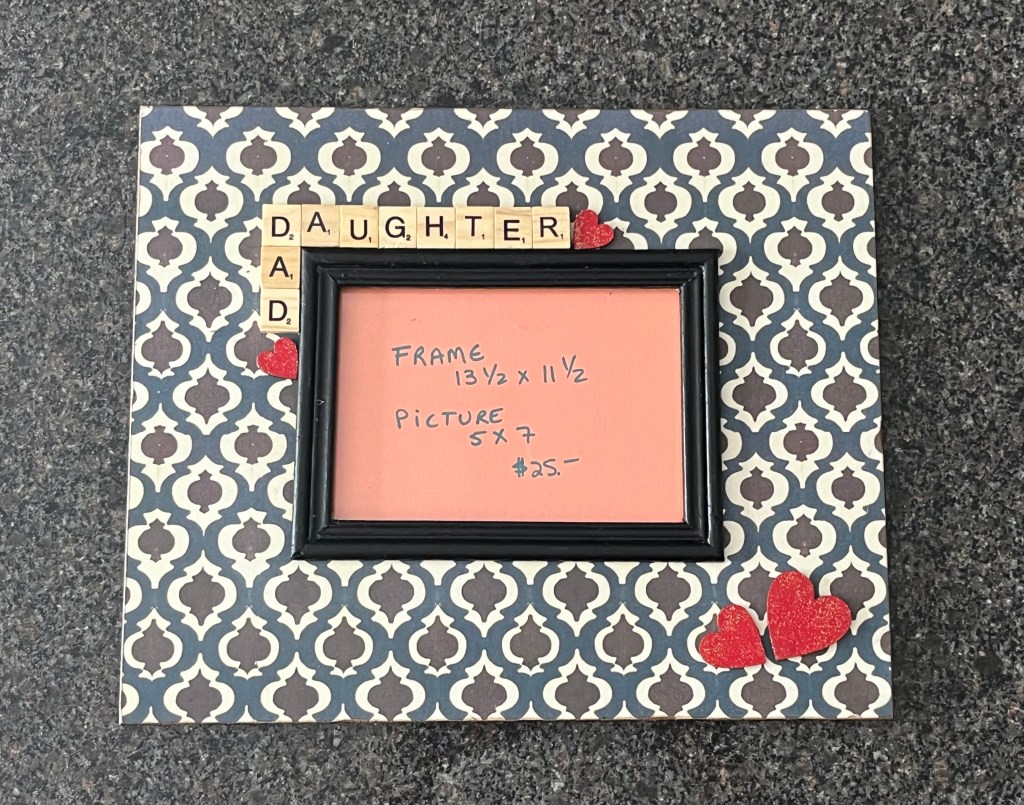 DAUGHTER
DAD
FRAME
13 1/2 x 11 1/2
PiCTURE
5 x 7
$25.—